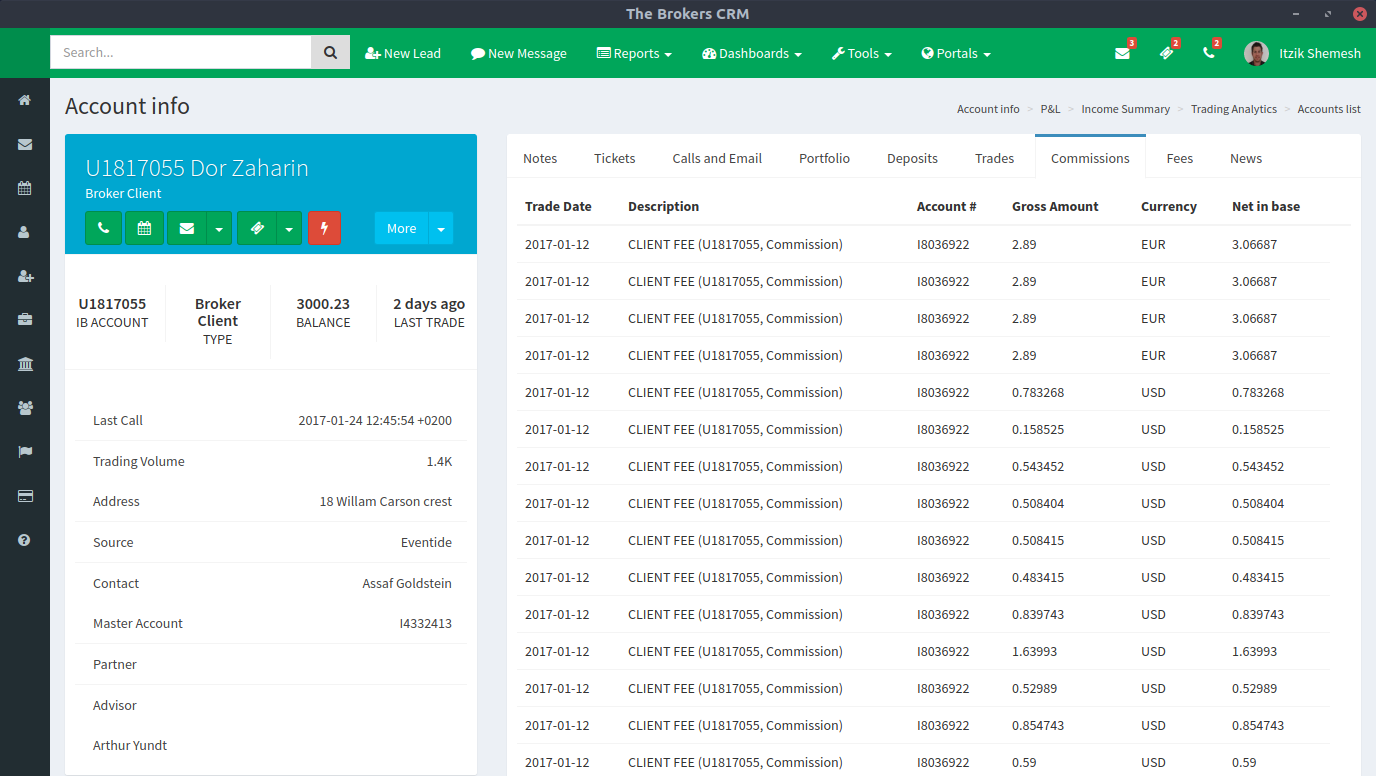 The Brokers CRM
Search...
New Lead
New Message
Reports
Dashboards
Tools
Portals
3
2
2
Itzik Shemesh
Account info
Account info > P&L > Income Summary > Trading Analytics > Accounts list
U1817055 Dor Zaharin
Broker Client
More
U1817055
IB ACCOUNT
Broker
Client
TYPE
3000.23
BALANCE
2 days ago
LAST TRADE
Last Call 2017-01-24 12:45:54 +0200
Trading Volume 1.4K
Address 18 Willam Carson crest
Source Eventide
Contact Assaf Goldstein
Master Account I4332413
Partner
Advisor
Arthur Yundt
Notes Tickets Calls and Email Portfolio Deposits Trades Commissions Fees News
Trade Date Description Account # Gross Amount Currency Net in base
2017-01-12 CLIENT FEE (U1817055, Commission) I8036922 2.89 EUR 3.06687
2017-01-12 CLIENT FEE (U1817055, Commission) I8036922 2.89 EUR 3.06687
2017-01-12 CLIENT FEE (U1817055, Commission) I8036922 2.89 EUR 3.06687
2017-01-12 CLIENT FEE (U1817055, Commission) I8036922 2.89 EUR 3.06687
2017-01-12 CLIENT FEE (U1817055, Commission) I8036922 0.783268 USD 0.783268
2017-01-12 CLIENT FEE (U1817055, Commission) I8036922 0.158525 USD 0.158525
2017-01-12 CLIENT FEE (U1817055, Commission) I8036922 0.543452 USD 0.543452
2017-01-12 CLIENT FEE (U1817055, Commission) I8036922 0.508404 USD 0.508404
2017-01-12 CLIENT FEE (U1817055, Commission) I8036922 0.508415 USD 0.508415
2017-01-12 CLIENT FEE (U1817055, Commission) I8036922 0.483415 USD 0.483415
2017-01-12 CLIENT FEE (U1817055, Commission) I8036922 0.839743 USD 0.839743
2017-01-12 CLIENT FEE (U1817055, Commission) I8036922 1.63993 USD 1.63993
2017-01-12 CLIENT FEE (U1817055, Commission) I8036922 0.52989 USD 0.52989
2017-01-12 CLIENT FEE (U1817055, Commission) I8036922 0.854743 USD 0.854743
2017-01-12 CLIENT FEE (U1817055, Commission) I8036922 0.59 USD 0.59